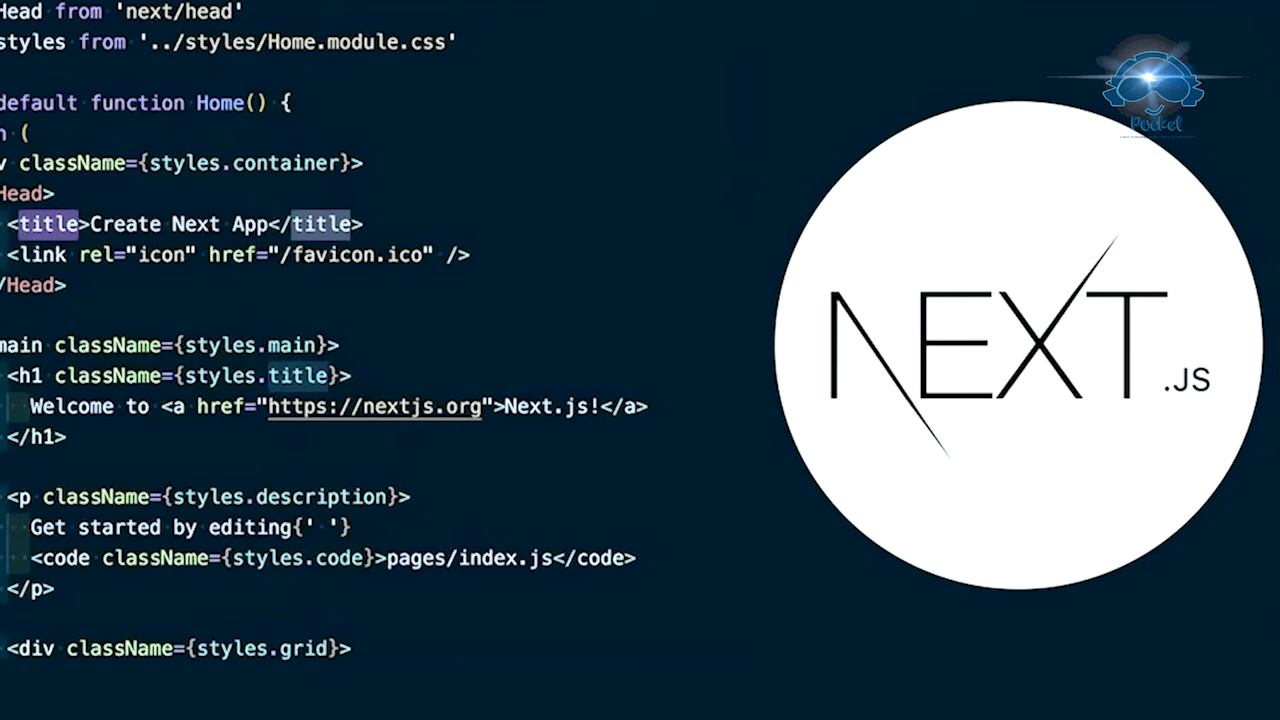 Head from 'next/head'
styles from '../styles/Home.module.css'
default function Home() {
n (
v className={styles.container}>
Head>
<title>Create Next App</title>
<link rel="icon" href="/favicon.ico" />
/Head>
main className={styles.main}>
<h1 className={styles.title}>
Welcome to <a href="https://nextjs.org">Next.js!</a>
</h1>
<p className={styles.description}>
Get started by editing{' '}
<code className={styles.code}>pages/index.js</code>
</p>
<div className={styles.grid}>
Pocket
NEXT.JS